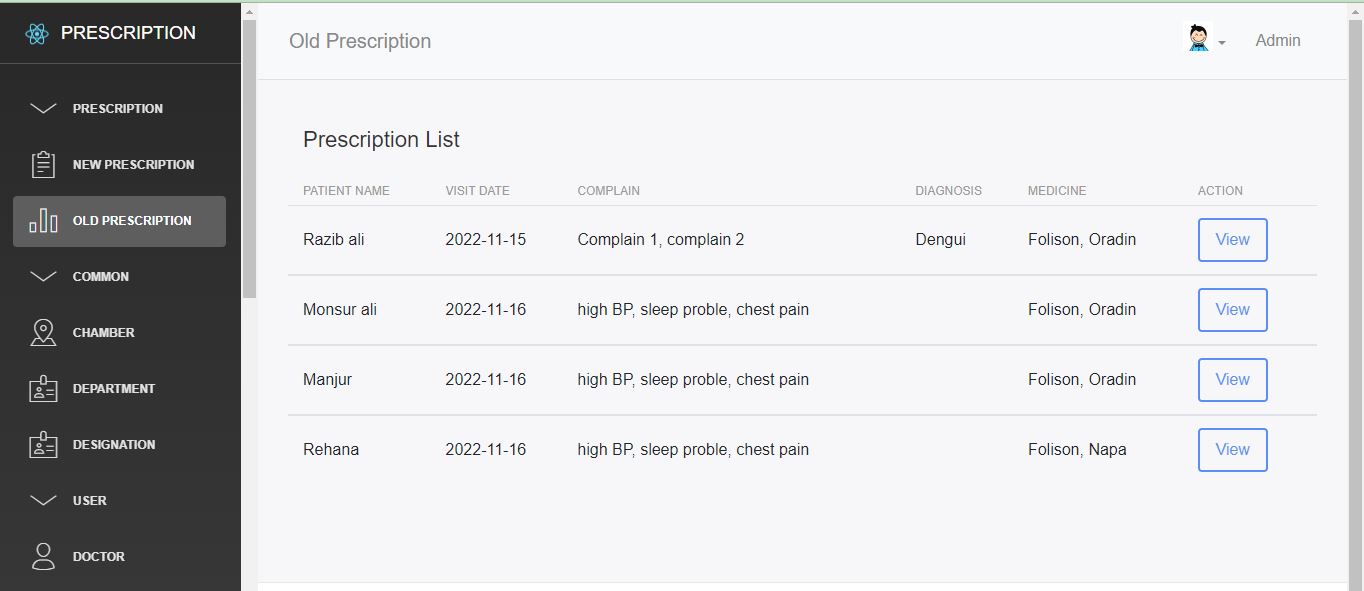 PRESCRIPTION
PRESCRIPTION
NEW PRESCRIPTION
OLD PRESCRIPTION
COMMON
CHAMBER
DEPARTMENT
DESIGNATION
USER
DOCTOR
Old Prescription Admin
Prescription List
PATIENT NAME VISIT DATE COMPLAIN DIAGNOSIS MEDICINE ACTION
Razib ali 2022-11-15 Complain 1, complain 2 Dengui Folison, Oradin View
Monsur ali 2022-11-16 high BP, sleep proble, chest pain Folison, Oradin View
Manjur 2022-11-16 high BP, sleep proble, chest pain Folison, Oradin View
Rehana 2022-11-16 high BP, sleep proble, chest pain Folison, Napa View